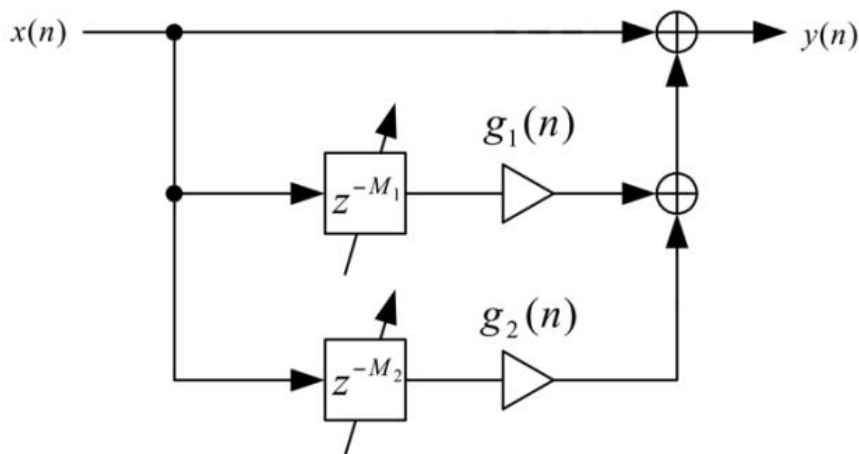 x(n)
y(n)
g₁(n)
z⁻ᴹ₁
g₂(n)
z⁻ᴹ₂